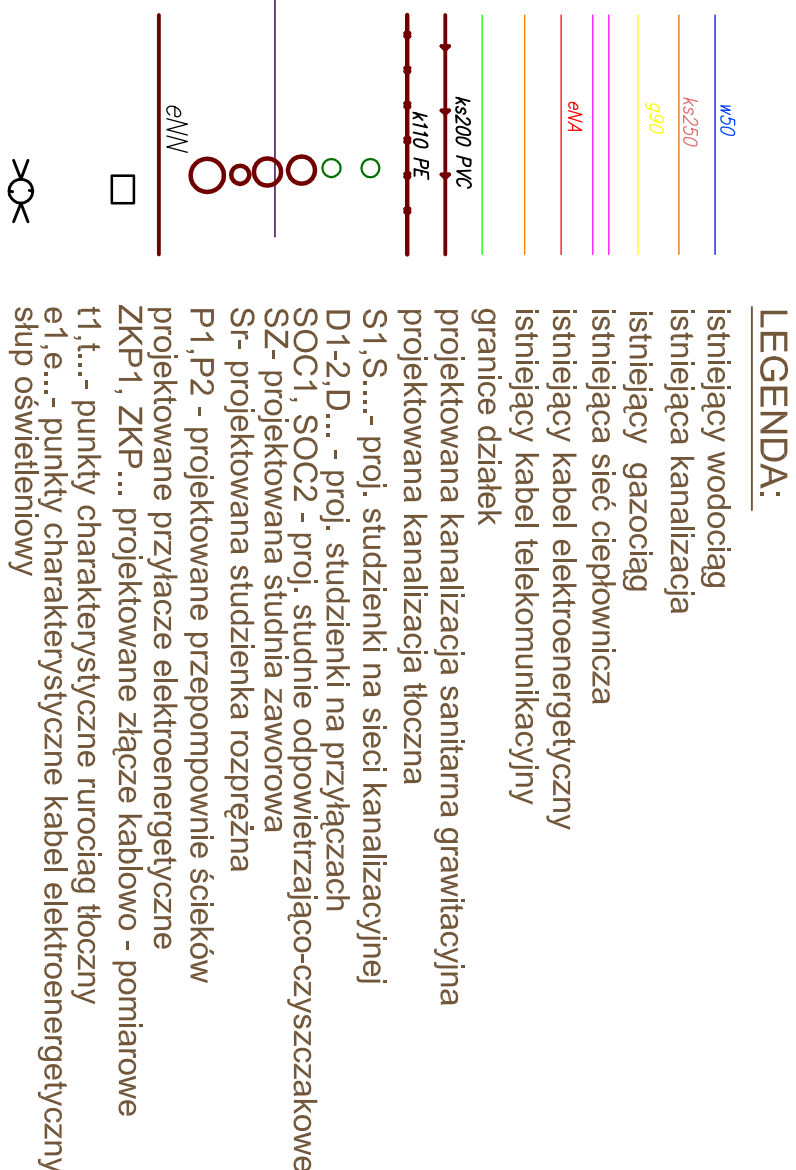 LEGENDA:
w50 istniejący wodociąg
ks250 istniejąca kanalizacja
g90 istniejący gazociąg
istniejąca sieć ciepłownicza
eNA istniejący kabel elektroenergetyczny
istniejący kabel telekomunikacyjny
granice działek
ks200 PVC projektowana kanalizacja sanitarna grawitacyjna
k110 PE projektowana kanalizacja tłoczna
S1,S....- proj. studzienki na sieci kanalizacyjnej
D1-2,D... - proj. studzienki na przyłączach
SOC1, SOC2 - proj. studnie odpowietrzająco-czyszczakowe
SZ- projektowana studnia zaworowa
Sr- projektowana studzienka rozprężna
P1,P2 - projektowane przepompownie ścieków
eNN projektowane przyłacze elektroenergetyczne
ZKP1, ZKP ... projektowane złącze kablowo - pomiarowe
t1,t...- punkty charakterystyczne rurociąg tłoczny
e1,e...- punkty charakterystyczne kabel elektroenergetyczny
słup oświetleniowy